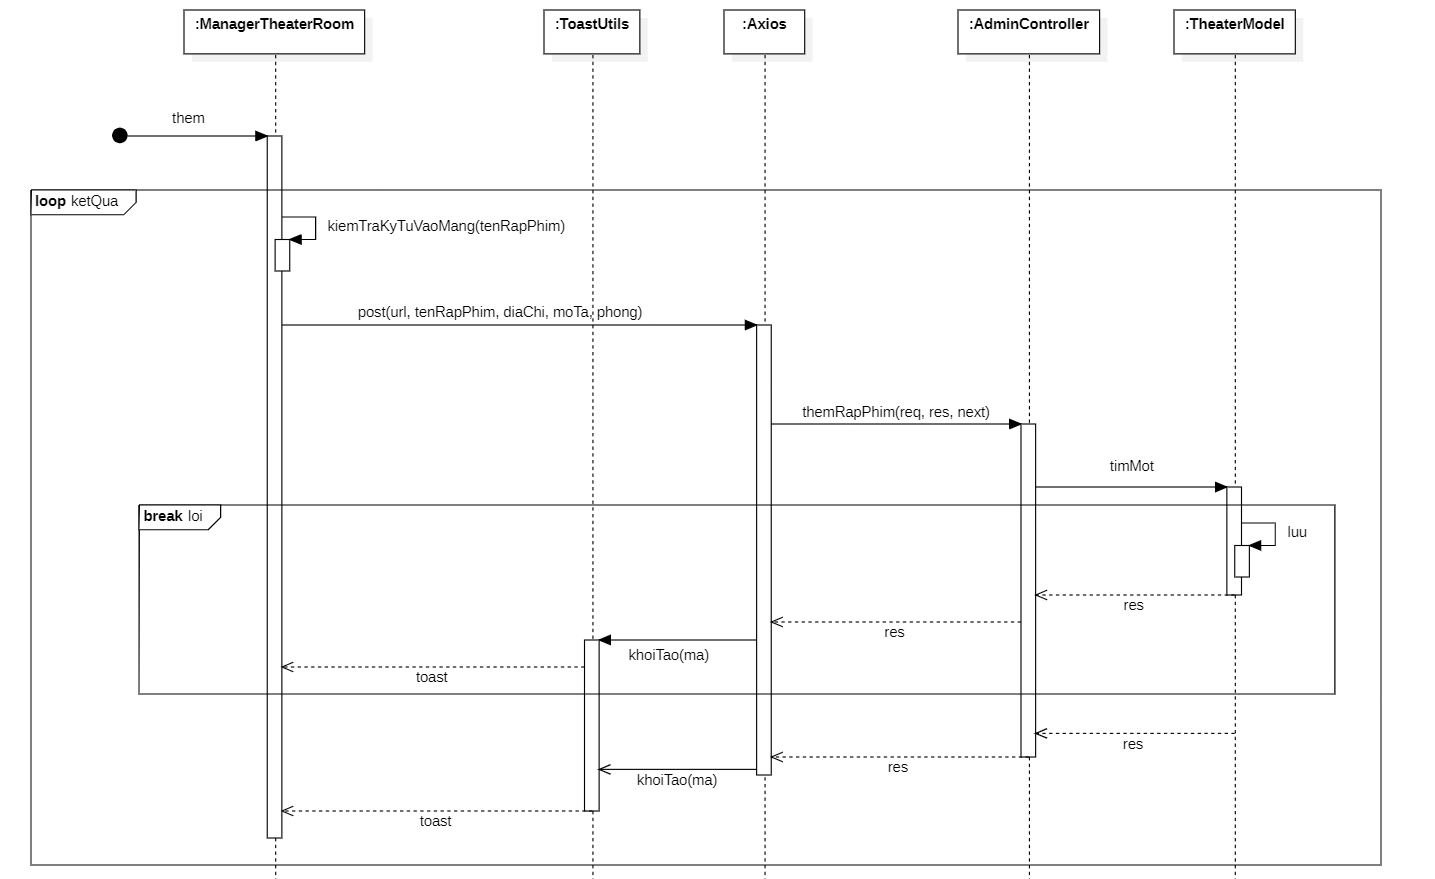 :ManagerTheaterRoom
:ToastUtils
:Axios
:AdminController
:TheaterModel
them
loop ketQua
kiemTraKyTuVaoMang(tenRapPhim)
post(url, tenRapPhim, diaChi, moTa, phong)
themRapPhim(req, res, next)
timMot
break loi
luu
res
res
khoiTao(ma)
toast
res
res
khoiTao(ma)
toast